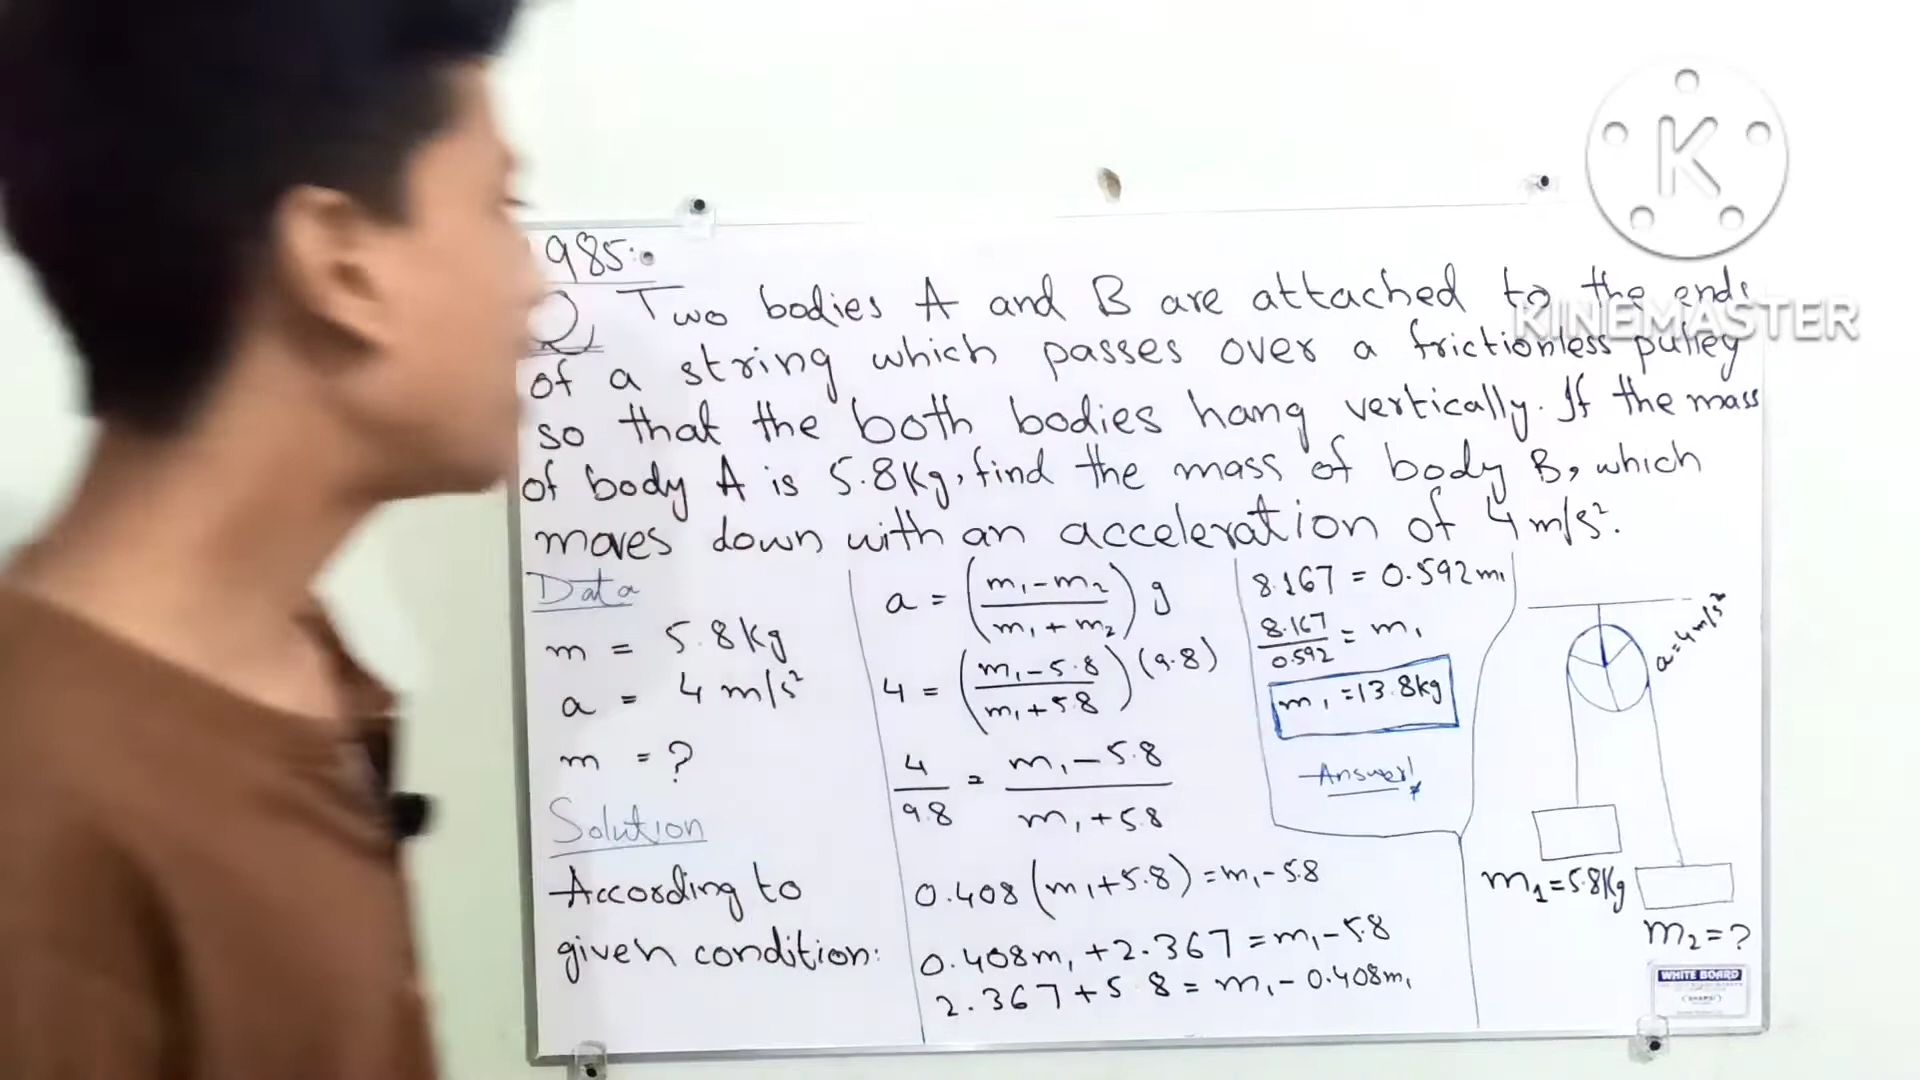 985:
Q Two bodies A and B are attached to the ends
of a string which passes over a frictionless pulley
so that the both bodies hang vertically. If the mass
of body A is 5.8Kg, find the mass of body B, which
moves down with an acceleration of 4 m/s².
Data
m = 5.8kg
a = 4 m/s²
m = ?
Solution
According to
given condition:
a = (m₁ - m₂ / m₁ + m₂) g
4 = (m₁ - 5.8 / m₁ + 5.8) (9.8)
4 / 9.8 = m₁ - 5.8 / m₁ + 5.8
0.408 (m₁ + 5.8) = m₁ - 5.8
0.408m₁ + 2.367 = m₁ - 5.8
2.367 + 5.8 = m₁ - 0.408m₁
8.167 = 0.592m₁
8.167 / 0.592 = m₁
m₁ = 13.8kg
Answer!
a = 4 m/s²
m₁ = 5.8Kg
m₂ = ?
WHITE BOARD
K
KINEMASTER